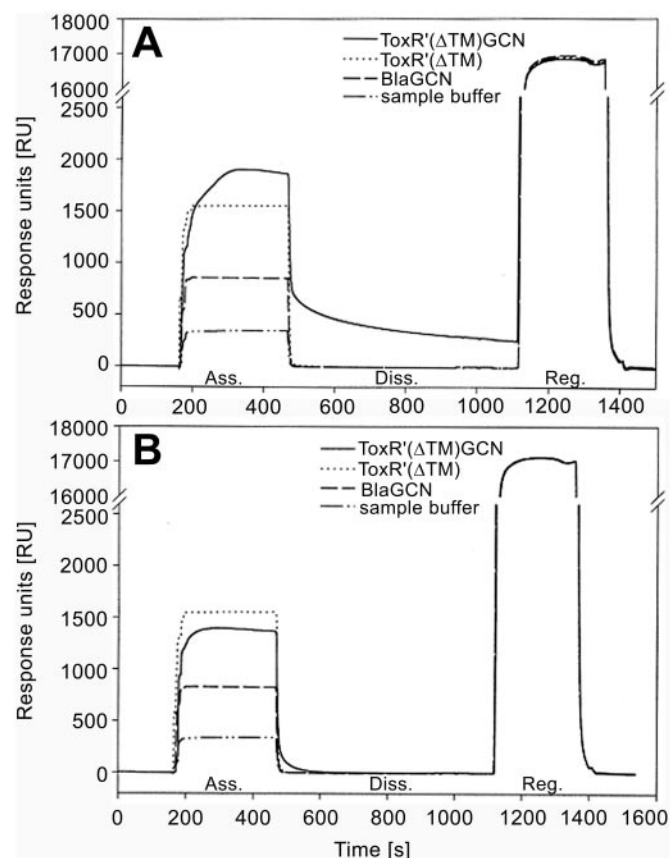 A
18000
17000
16000
2500
2000
1500
1000
500
0
Response units [RU]
ToxR'(ΔTM)GCN
ToxR'(ΔTM)
BlaGCN
sample buffer
Ass. Diss. Reg.
0 200 400 600 800 1000 1200 1400
B
18000
17000
16000
2500
2000
1500
1000
500
0
Response units [RU]
ToxR'(ΔTM)GCN
ToxR'(ΔTM)
BlaGCN
sample buffer
Ass. Diss. Reg.
0 200 400 600 800 1000 1200 1400 1600
Time [s]